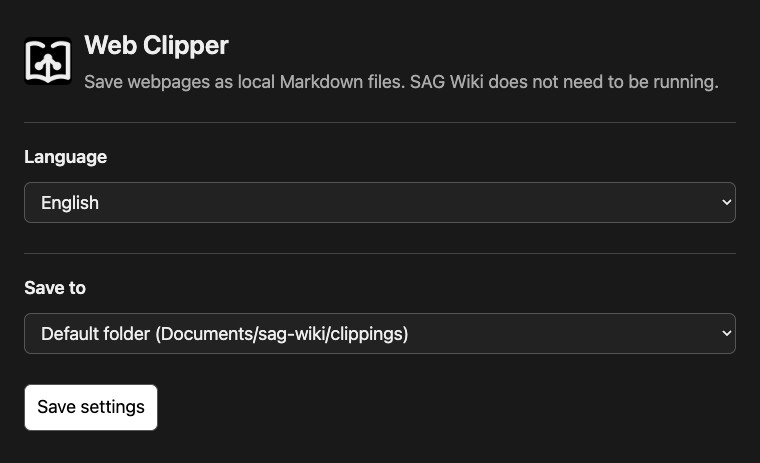 Web Clipper
Save webpages as local Markdown files. SAG Wiki does not need to be running.
Language
English
Save to
Default folder (Documents/sag-wiki/clippings)
Save settings